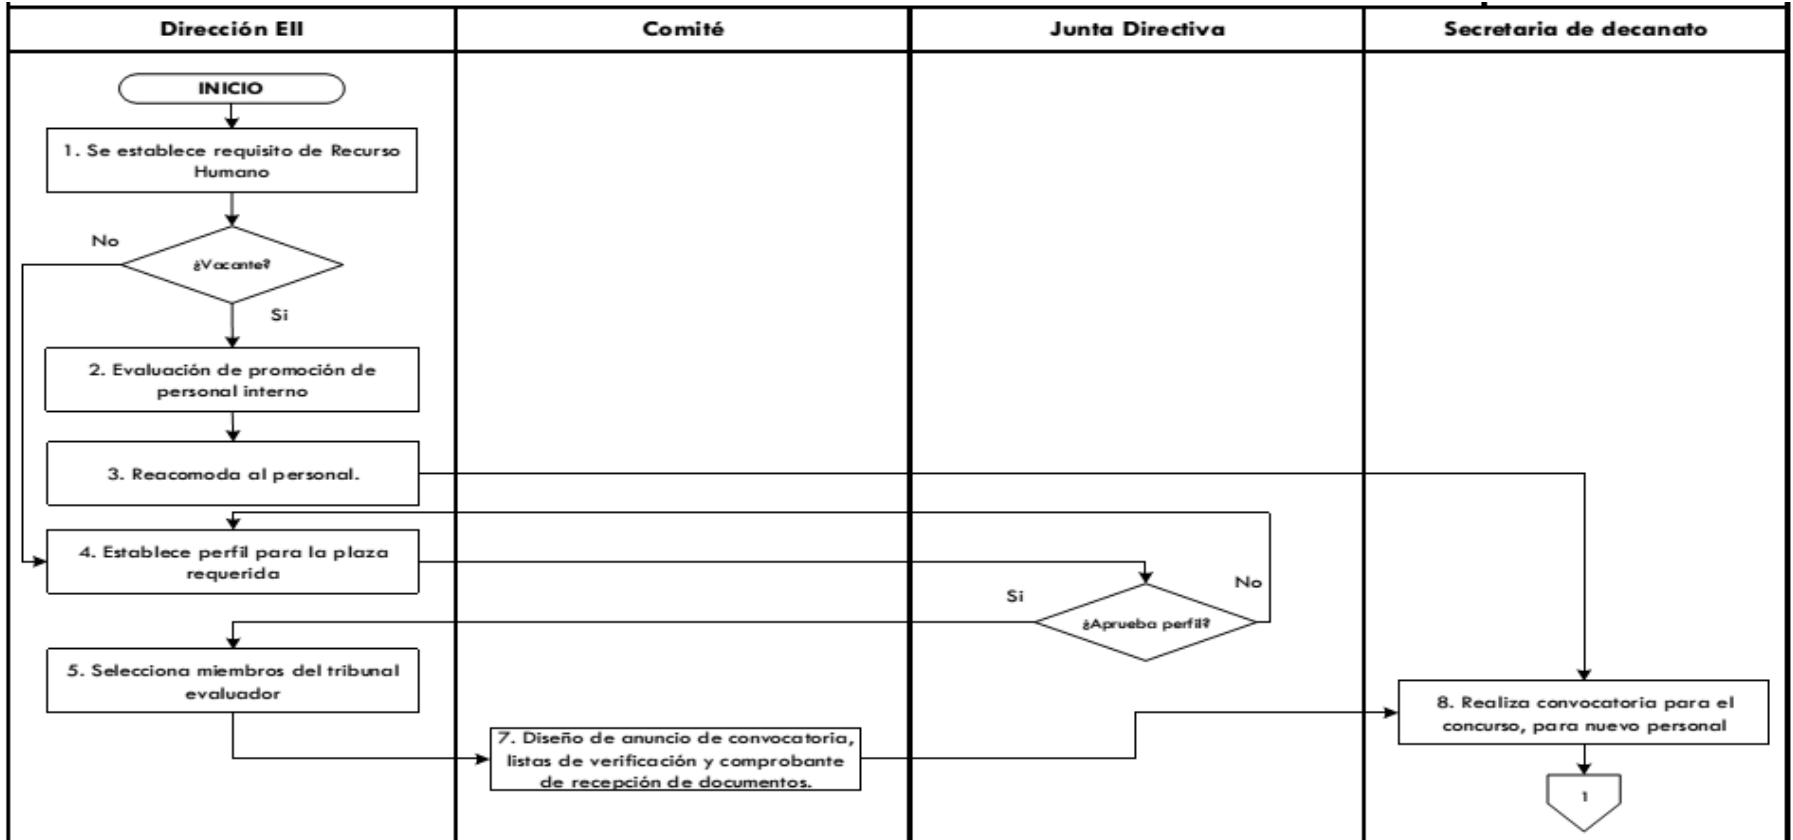 Dirección EII
Comité
Junta Directiva
Secretaria de decanato
INICIO
1. Se establece requisito de Recurso
Humano
No
¿Vacante?
Si
2. Evaluación de promoción de
personal interno
3. Reacomoda al personal.
4. Establece perfil para la plaza
requerida
No
Si
¿Aprueba perfil?
5. Selecciona miembros del tribunal
evaluador
7. Diseño de anuncio de convocatoria,
listas de verificación y comprobante
de recepción de documentos.
8. Realiza convocatoria para el
concurso, para nuevo personal
1